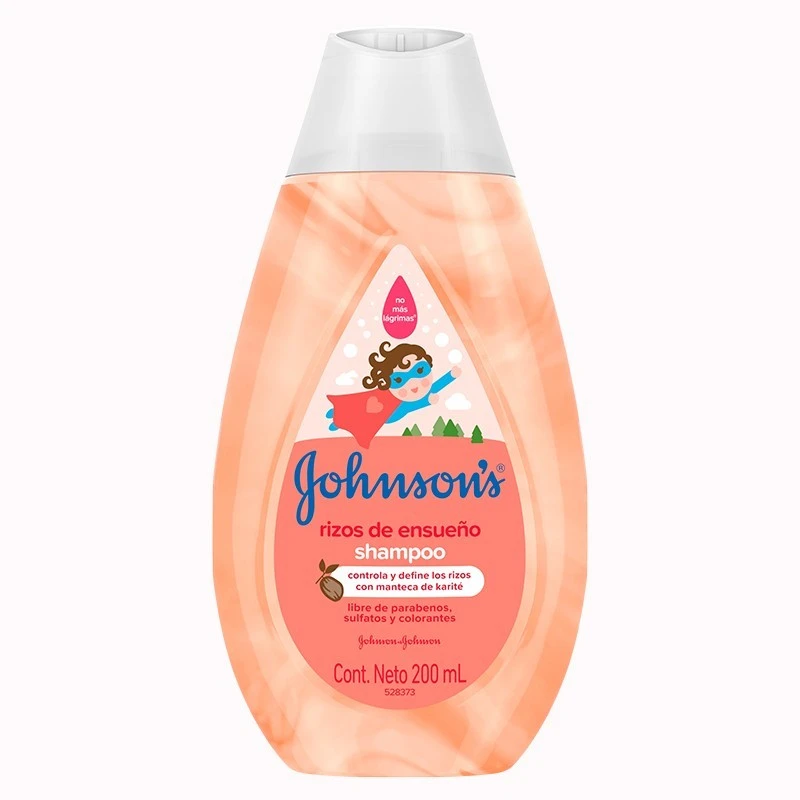 no
más
lágrimas®
Johnson's®
rizos de ensueño
shampoo
controla y define los rizos
con manteca de karité
libre de parabenos,
sulfatos y colorantes
Johnson+Johnson
Cont. Neto 200 mL
528373